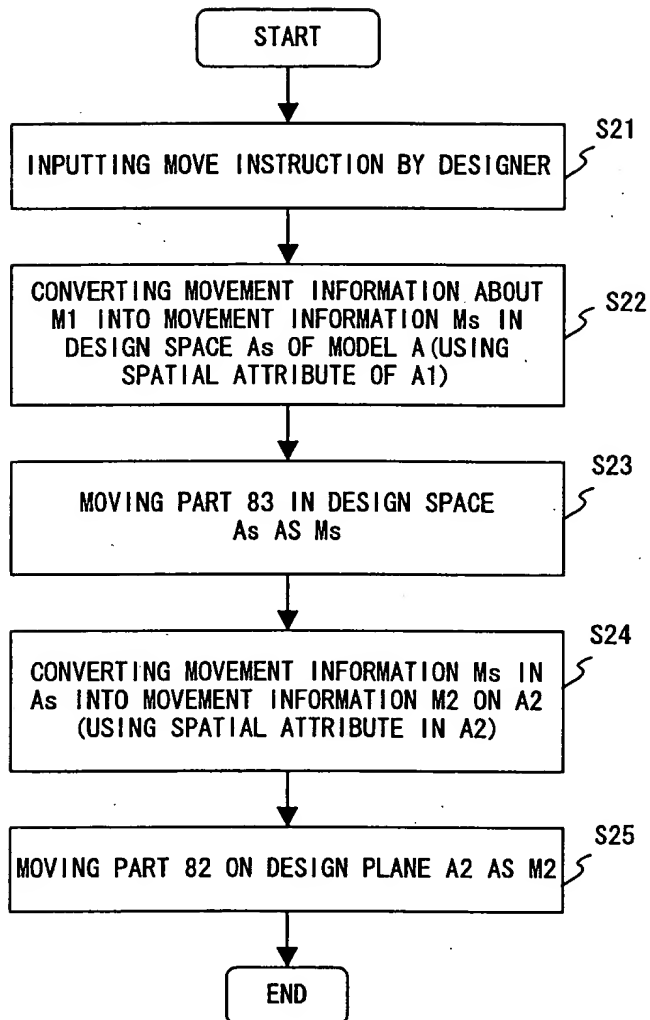 START
S21
INPUTTING MOVE INSTRUCTION BY DESIGNER
S22
CONVERTING MOVEMENT INFORMATION ABOUT
M1 INTO MOVEMENT INFORMATION Ms IN
DESIGN SPACE As OF MODEL A(USING
SPATIAL ATTRIBUTE OF A1)
S23
MOVING PART 83 IN DESIGN SPACE
As AS Ms
S24
CONVERTING MOVEMENT INFORMATION Ms IN
As INTO MOVEMENT INFORMATION M2 ON A2
(USING SPATIAL ATTRIBUTE IN A2)
S25
MOVING PART 82 ON DESIGN PLANE A2 AS M2
END